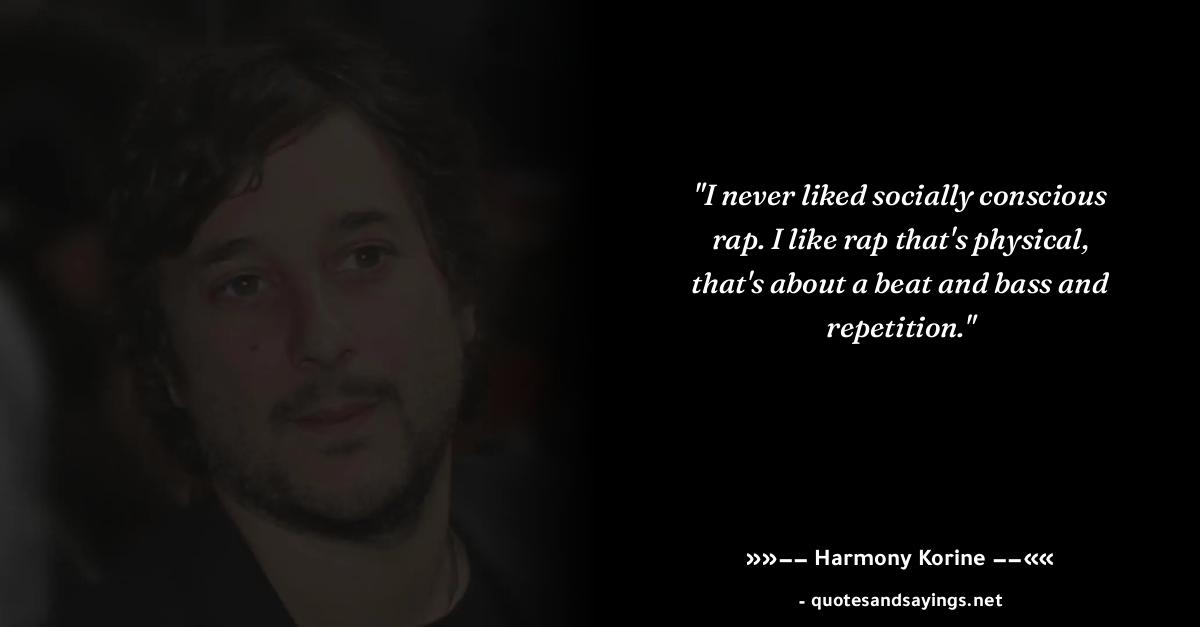 "I never liked socially conscious
rap. I like rap that's physical,
that's about a beat and bass and
repetition."
»»–– Harmony Korine ––««
- quotesandsayings.net